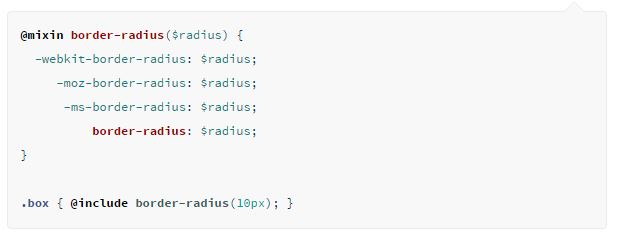 @mixin border-radius($radius) {
  -webkit-border-radius: $radius;
     -moz-border-radius: $radius;
      -ms-border-radius: $radius;
          border-radius: $radius;
}

.box { @include border-radius(10px); }